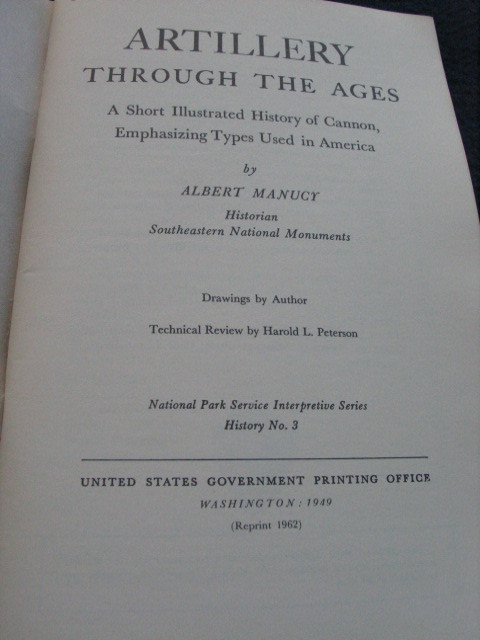 ARTILLERY
THROUGH THE AGES
A Short Illustrated History of Cannon,
Emphasizing Types Used in America
by
ALBERT MANUCY
Historian
Southeastern National Monuments
Drawings by Author
Technical Review by Harold L. Peterson
National Park Service Interpretive Series
History No. 3
UNITED STATES GOVERNMENT PRINTING OFFICE
WASHINGTON : 1949
(Reprint 1962)